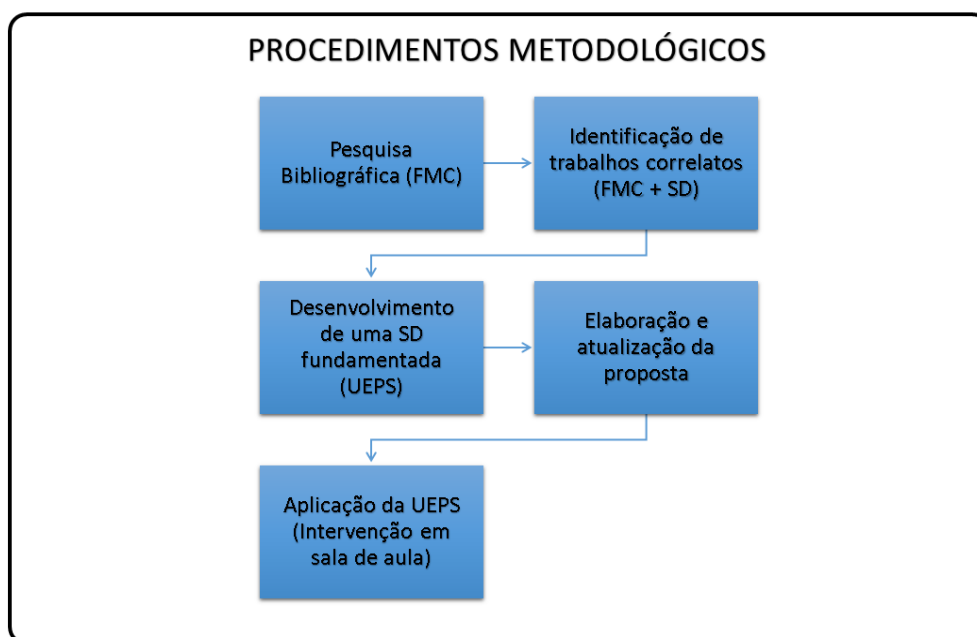 PROCEDIMENTOS METODOLÓGICOS
Pesquisa
Bibliográfica (FMC)
Identificação de
trabalhos correlatos
(FMC + SD)
Desenvolvimento
de uma SD
fundamentada
(UEPS)
Elaboração e
atualização da
proposta
Aplicação da UEPS
(Intervenção em
sala de aula)